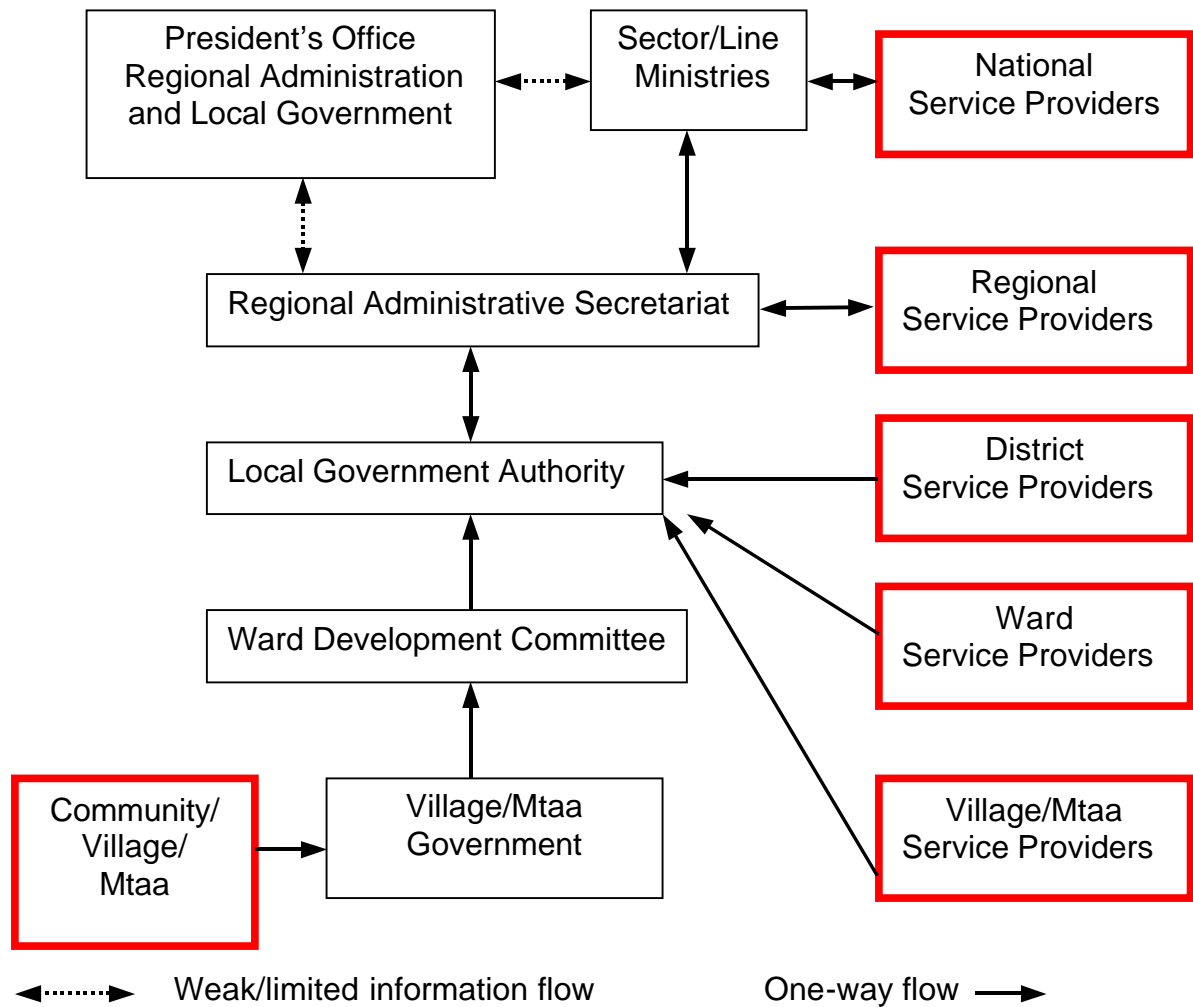 President’s Office
Regional Administration
and Local Government
Sector/Line
Ministries
National
Service Providers
Regional Administrative Secretariat
Regional
Service Providers
Local Government Authority
District
Service Providers
Ward Development Committee
Ward
Service Providers
Community/
Village/
Mtaa
Village/Mtaa
Government
Village/Mtaa
Service Providers
Weak/limited information flow
One-way flow